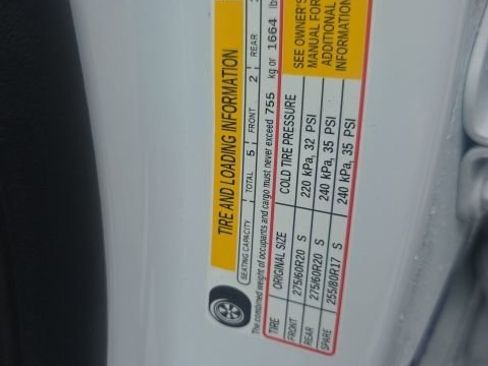 TIRE AND LOADING INFORMATION
SEATING CAPACITY TOTAL 5 FRONT 2 REAR
The combined weight of occupants and cargo must never exceed 755 kg or 1664 lbs
TIRE ORIGINAL SIZE COLD TIRE PRESSURE
FRONT 275/60R20 S 220 kPa, 32 PSI
REAR 275/60R20 S 240 kPa, 35 PSI
SPARE 255/80R17 S 240 kPa, 35 PSI
SEE OWNER'S
MANUAL FOR
ADDITIONAL
INFORMATION